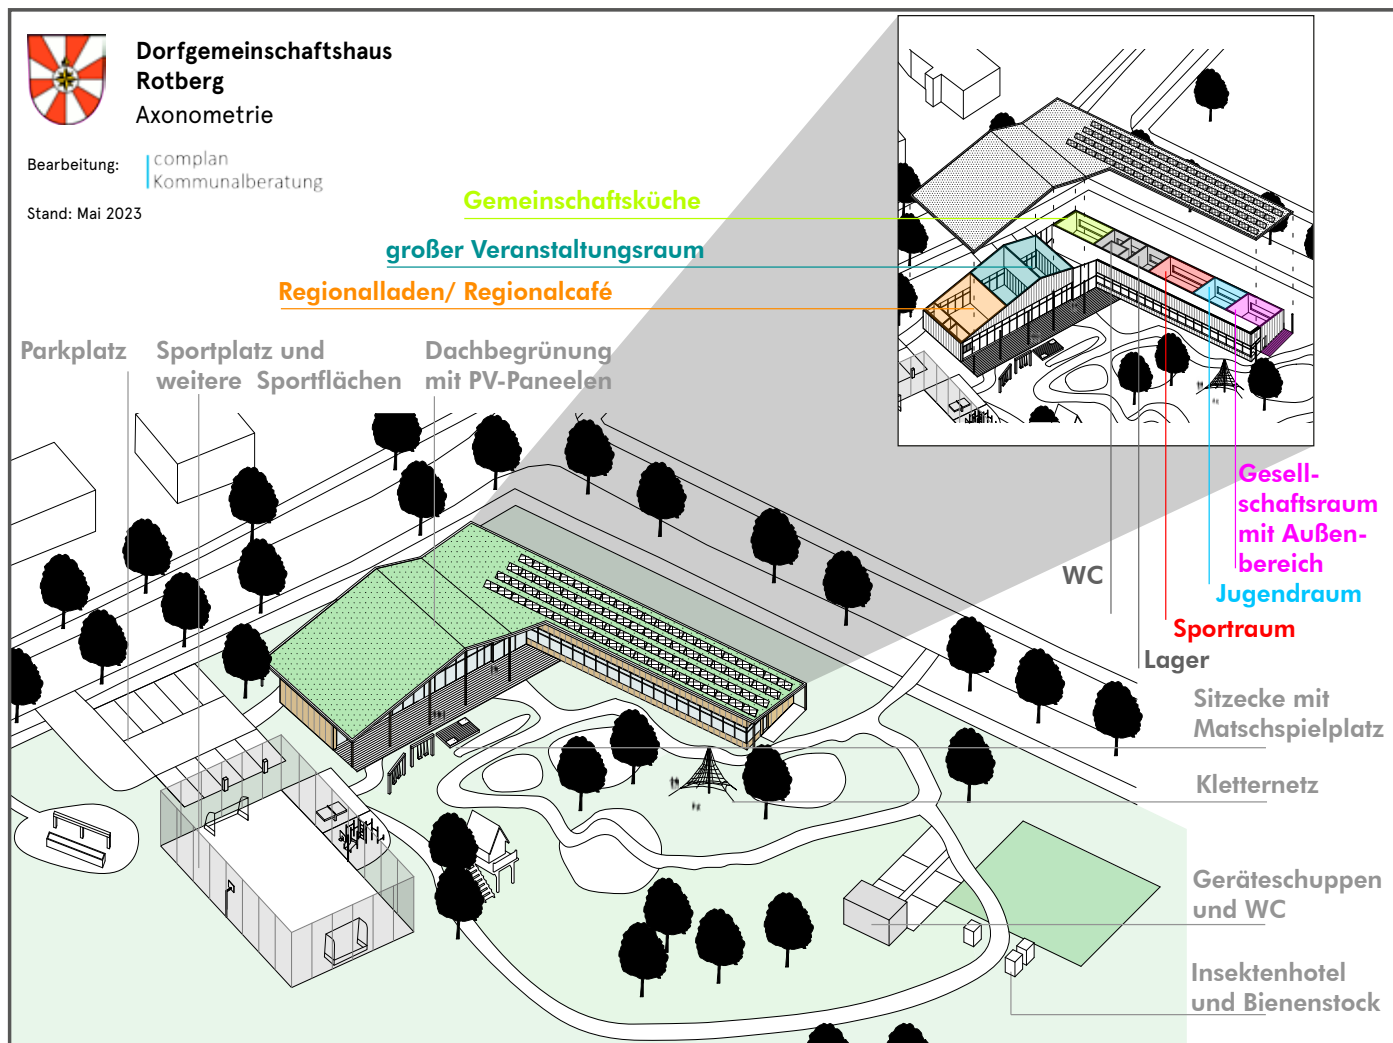 Dorfgemeinschaftshaus
Rotberg
Axonometrie
Bearbeitung:
complan
Kommunalberatung
Stand: Mai 2023
Gemeinschaftsküche
großer Veranstaltungsraum
Regionalladen/ Regionalcafé
Parkplatz
Sportplatz und
weitere Sportflächen
Dachbegrünung
mit PV-Paneelen
Gesell-
schaftsraum
mit Außen-
bereich
WC
Jugendraum
Sportraum
Lager
Sitzecke mit
Matschspielplatz
Kletternetz
Geräteschuppen
und WC
Insektenhotel
und Bienenstock